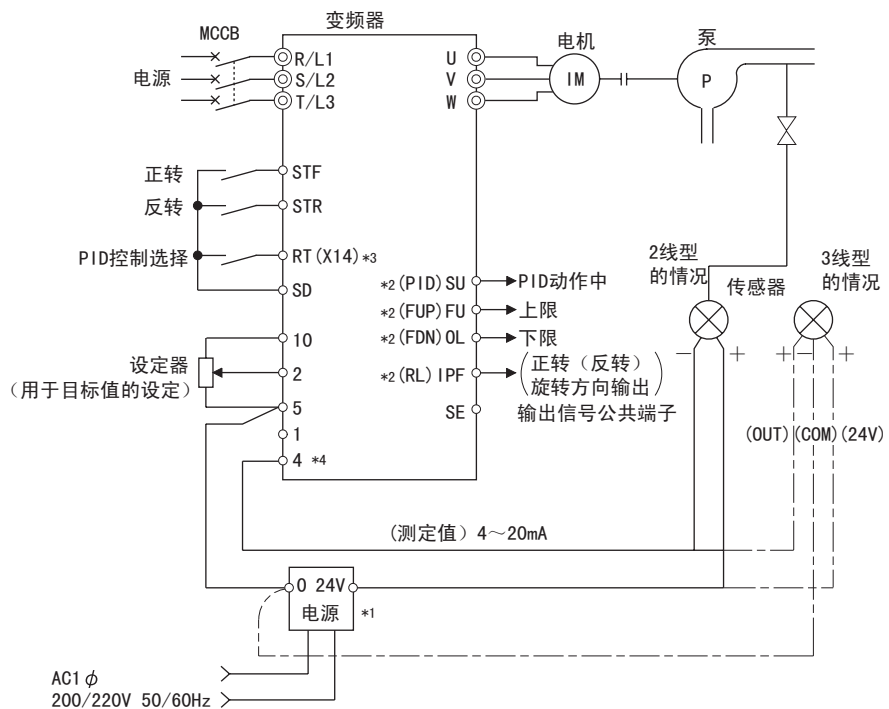 变频器
MCCB
电源
R/L1
S/L2
T/L3
U
V
W
电机
IM
泵
P
正转
反转
PID控制选择
STF
STR
RT(X14)*3
SD
设定器
(用于目标值的设定)
10
2
5
1
4 *4
*2(PID)SU
PID动作中
*2(FUP)FU
上限
*2(FDN)OL
下限
*2(RL)IPF
正转(反转)
旋转方向输出
SE
输出信号公共端子
2线型
的情况
传感器
3线型
的情况
- +
+ - +
(OUT)(COM)(24V)
(测定值)4~20mA
0 24V
电源
*1
AC1φ
200/220V 50/60Hz